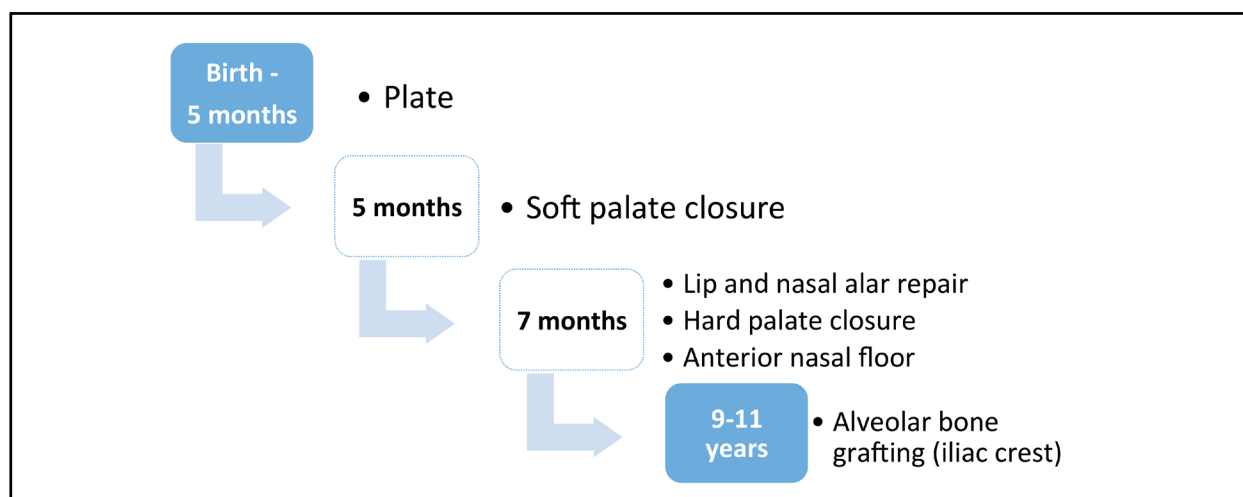 Birth -
5 months
• Plate
5 months
• Soft palate closure
7 months
• Lip and nasal alar repair
• Hard palate closure
• Anterior nasal floor
9-11
years
• Alveolar bone
grafting (iliac crest)